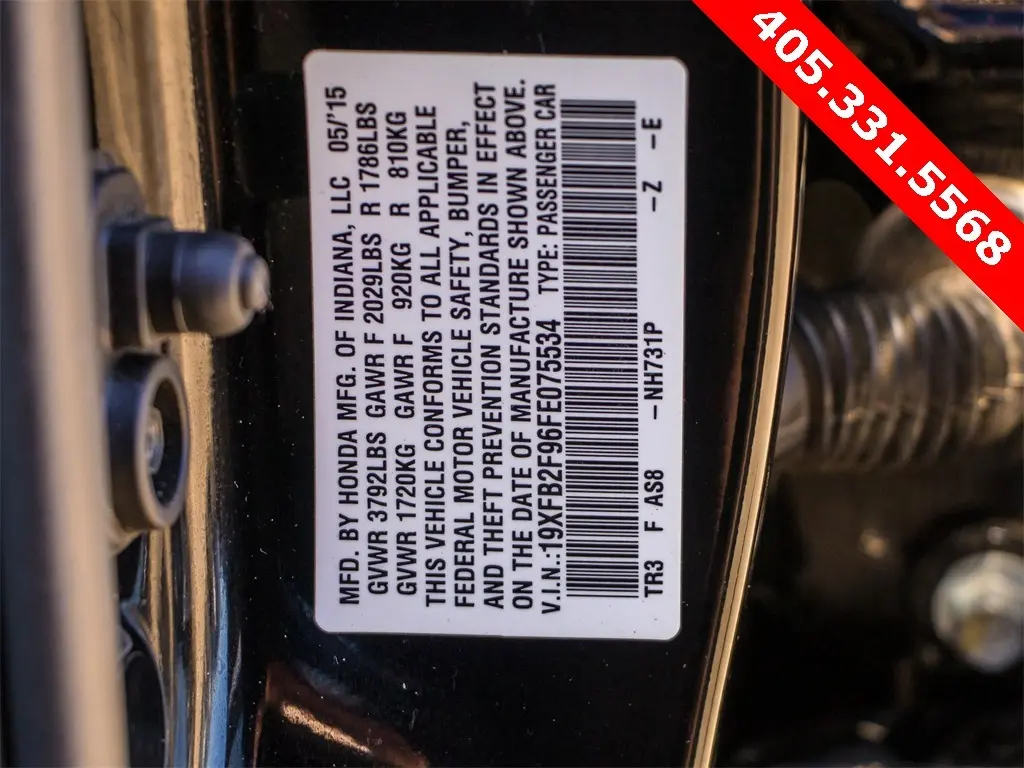 MFD. BY HONDA MFG. OF INDIANA, LLC 05/'15
GVWR 3792LBS GAWR F 2029LBS R 1786LBS
GVWR 1720KG GAWR F 920KG R 810KG
THIS VEHICLE CONFORMS TO ALL APPLICABLE
FEDERAL MOTOR VEHICLE SAFETY, BUMPER,
AND THEFT PREVENTION STANDARDS IN EFFECT
ON THE DATE OF MANUFACTURE SHOWN ABOVE.
V.I.N.:19XFB2F96FE075534 TYPE: PASSENGER CAR
TR3 F AS8 –NH731P –Z –E
405.331.5568